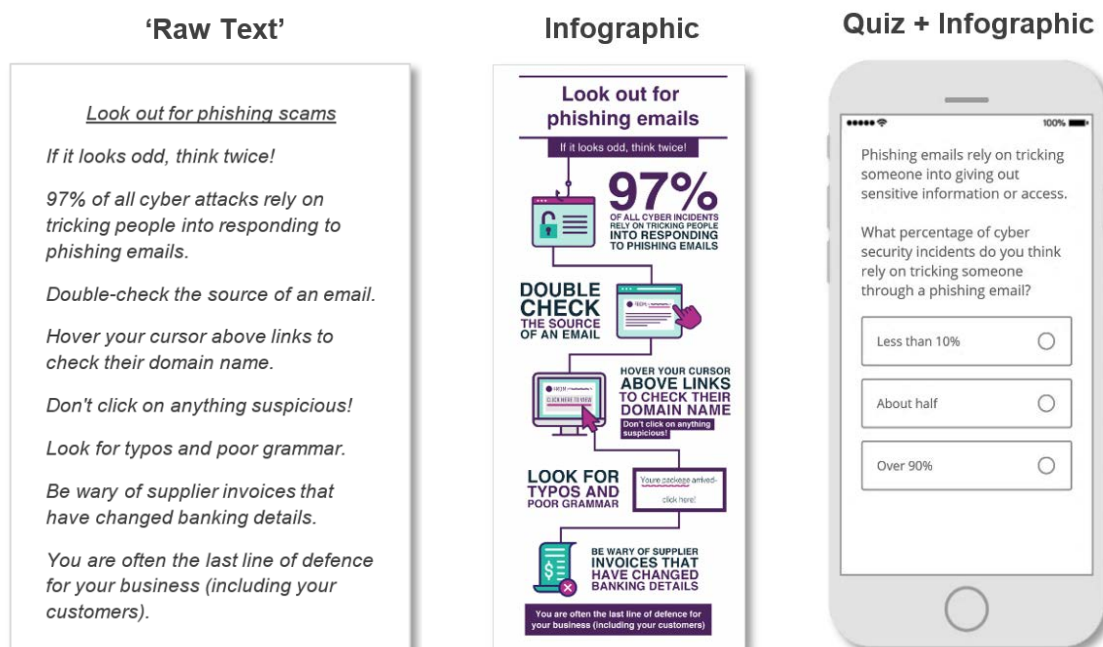 ‘Raw Text’
Look out for phishing scams
If it looks odd, think twice!
97% of all cyber attacks rely on
tricking people into responding to
phishing emails.
Double-check the source of an email.
Hover your cursor above links to
check their domain name.
Don't click on anything suspicious!
Look for typos and poor grammar.
Be wary of supplier invoices that
have changed banking details.
You are often the last line of defence
for your business (including your
customers).
Infographic
Look out for
phishing emails
If it looks odd, think twice!
97%
OF ALL CYBER INCIDENTS
RELY ON TRICKING PEOPLE
INTO RESPONDING
TO PHISHING EMAILS
DOUBLE
CHECK
THE SOURCE
OF AN EMAIL
FROM:
HOVER YOUR CURSOR
ABOVE LINKS
TO CHECK THEIR
DOMAIN NAME
Don't click on anything
suspicious!
FROM:
CLICK HERE TO VIEW
LOOK FOR
TYPOS AND
POOR GRAMMAR
Youre package arrived-
click here!
BE WARY OF SUPPLIER
INVOICES THAT
HAVE CHANGED
BANKING DETAILS
$
You are often the last line of defence for
your business (including your customers)
Quiz + Infographic
100%
Phishing emails rely on tricking
someone into giving out
sensitive information or access.
What percentage of cyber
security incidents do you think
rely on tricking someone
through a phishing email?
Less than 10%
About half
Over 90%